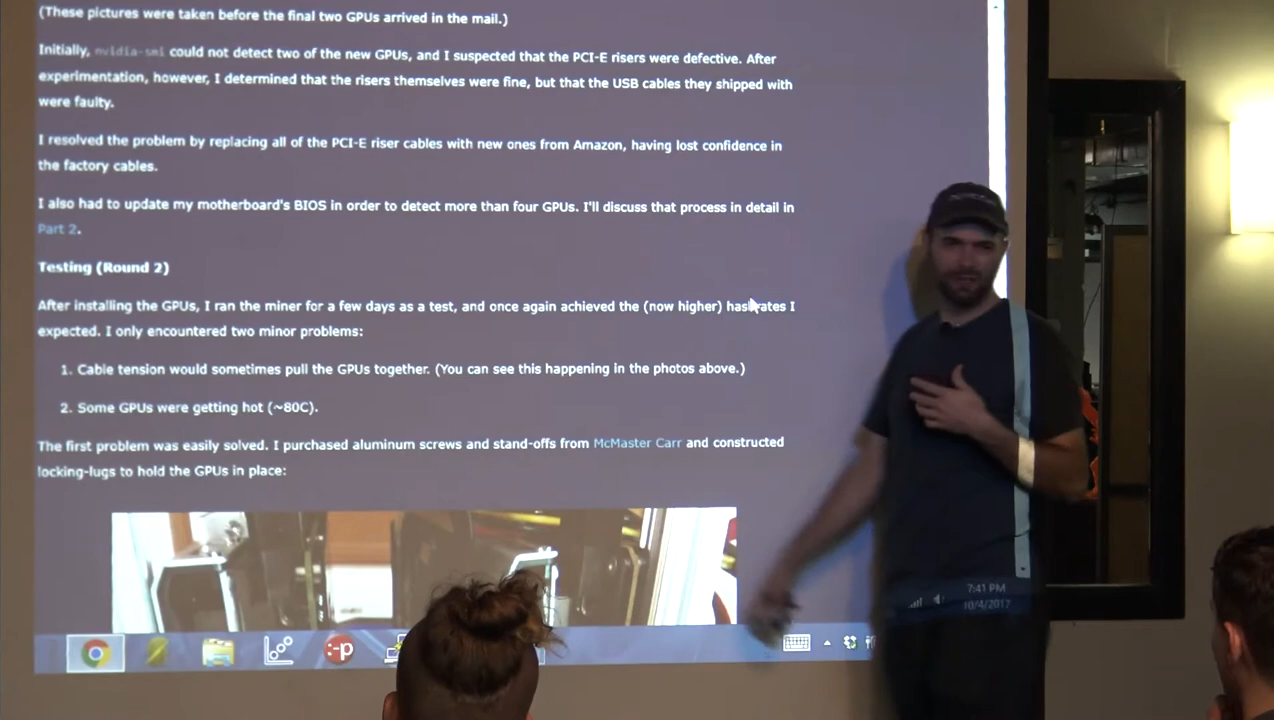 (These pictures were taken before the final two GPUs arrived in the mail.)
Initially, nvidia-smi could not detect two of the new GPUs, and I suspected that the PCI-E risers were defective. After
experimentation, however, I determined that the risers themselves were fine, but that the USB cables they shipped with
were faulty.
I resolved the problem by replacing all of the PCI-E riser cables with new ones from Amazon, having lost confidence in
the factory cables.
I also had to update my motherboard's BIOS in order to detect more than four GPUs. I'll discuss that process in detail in
Part 2.
Testing (Round 2)
After installing the GPUs, I ran the miner for a few days as a test, and once again achieved the (now higher) hashrates I
expected. I only encountered two minor problems:
1. Cable tension would sometimes pull the GPUs together. (You can see this happening in the photos above.)
2. Some GPUs were getting hot (~80C).
The first problem was easily solved. I purchased aluminum screws and stand-offs from McMaster Carr and constructed
locking-lugs to hold the GPUs in place:
:-p
7:41 PM
10/4/2017